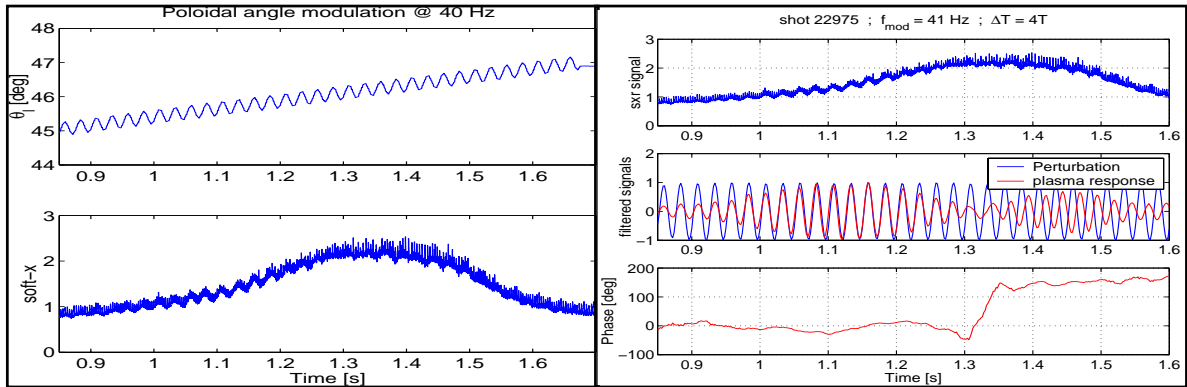 Poloidal angle modulation @ 40 Hz
48
47
46
45
44
θl [deg]
0.9 1 1.1 1.2 1.3 1.4 1.5 1.6
3
2
1
0
soft-x
0.9 1 1.1 1.2 1.3 1.4 1.5 1.6
Time [s]
shot 22975 ; fmod = 41 Hz ; ΔT = 4T
3
2
1
0
sxr signal
0.9 1 1.1 1.2 1.3 1.4 1.5 1.6
2
1
0
−1
filtered signals
Perturbation
plasma response
0.9 1 1.1 1.2 1.3 1.4 1.5 1.6
200
100
0
−100
Phase [deg]
0.9 1 1.1 1.2 1.3 1.4 1.5 1.6
Time [s]